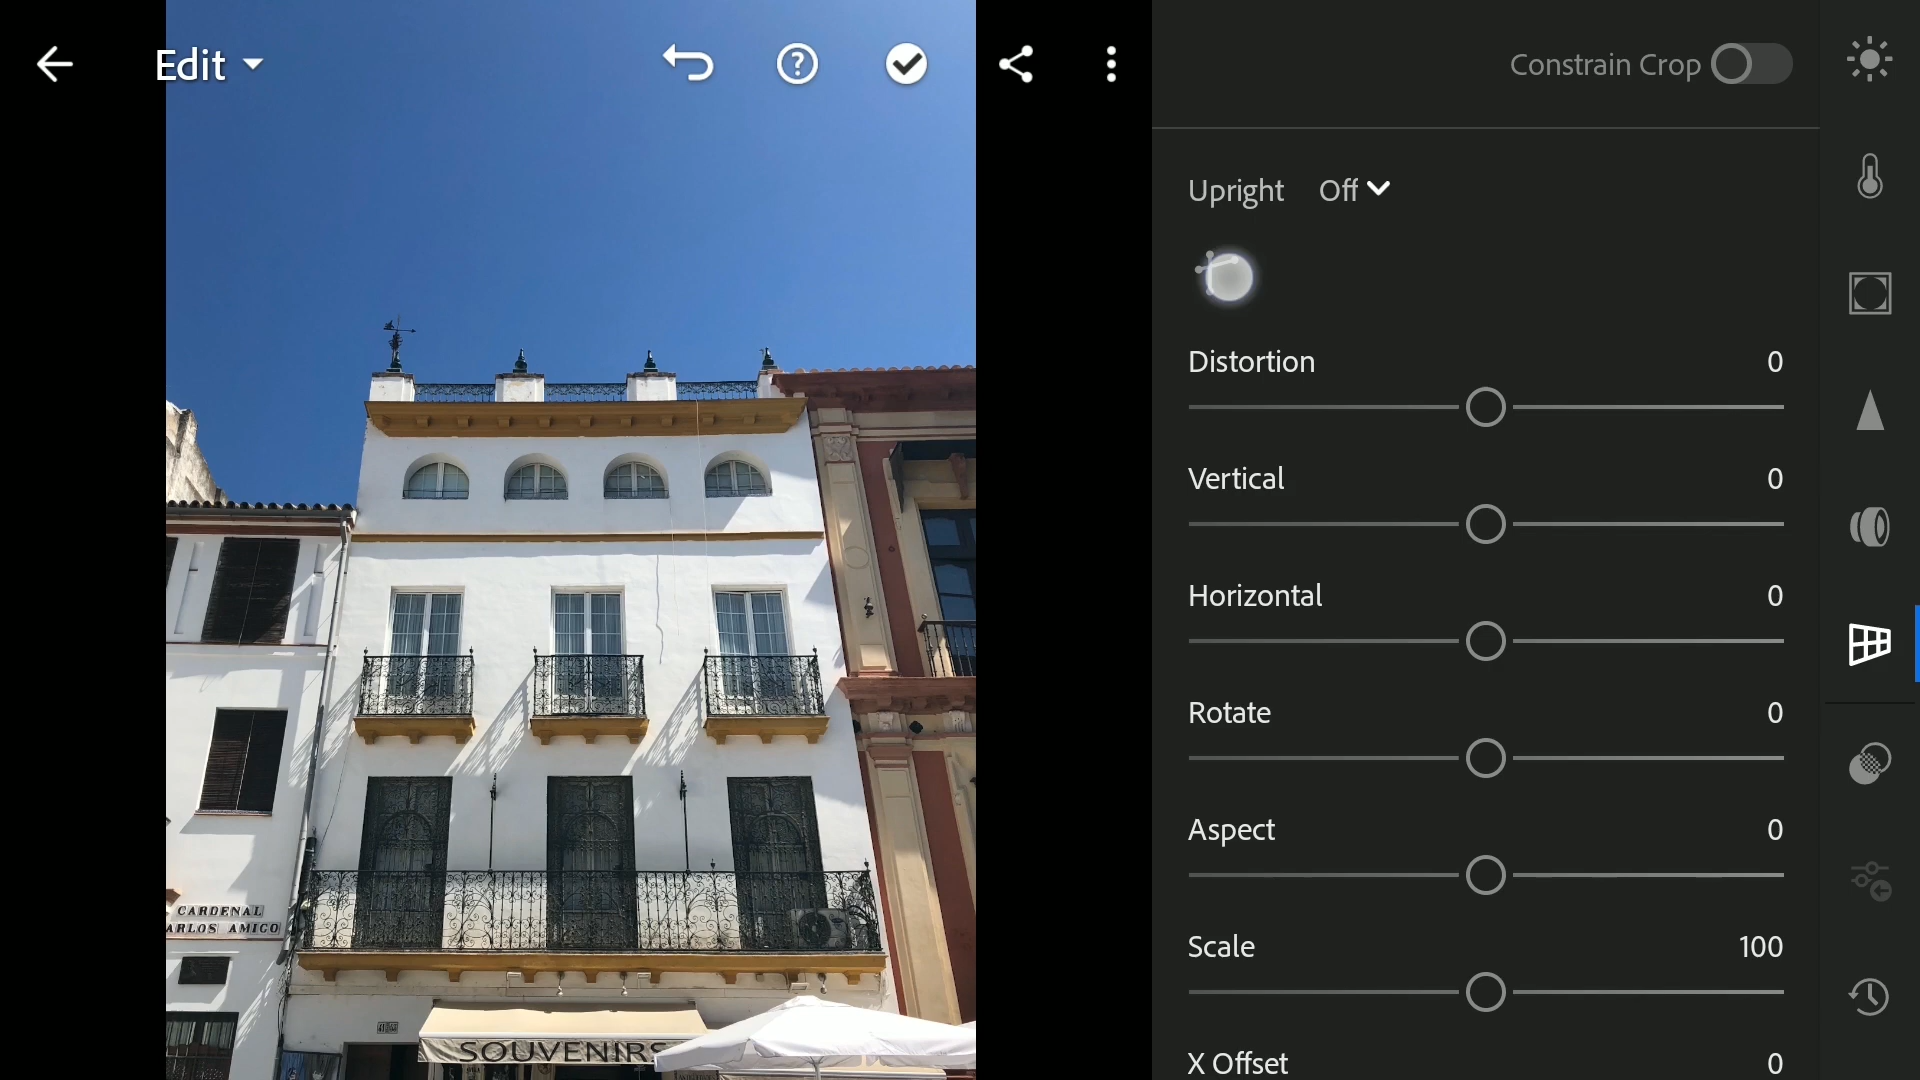 Edit
Constrain Crop
Upright Off
Distortion 0
Vertical 0
Horizontal 0
Rotate 0
Aspect 0
Scale 100
X Offset 0
CARDENAL
ARLOS AMIGO
SOUVENIRS